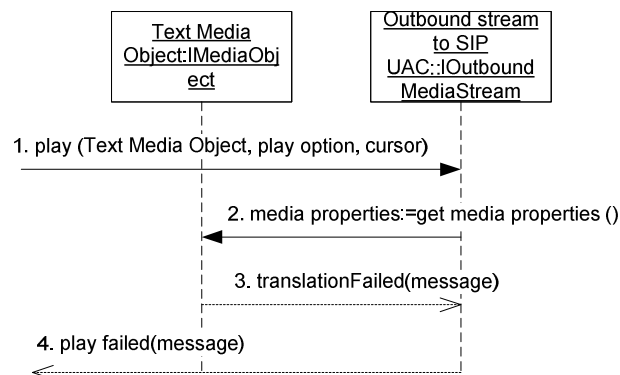 Text Media
Object:IMediaObj
ect
Outbound stream
to SIP
UAC::IOutbound
MediaStream
1. play (Text Media Object, play option, cursor)
2. media properties:=get media properties ()
3. translationFailed(message)
4. play failed(message)